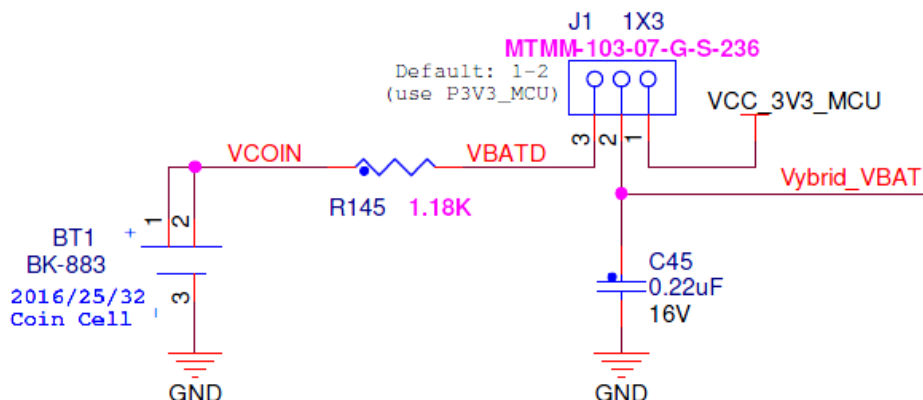 J1 1X3
MTMM-103-07-G-S-236
Default: 1-2
(use P3V3_MCU)
VCC_3V3_MCU
3
2
1
VCOIN
VBATD
Vybrid_VBAT
R145 1.18K
1
2
+
BT1
BK-883
2016/25/32
Coin Cell
-
3
C45
0.22uF
16V
GND
GND